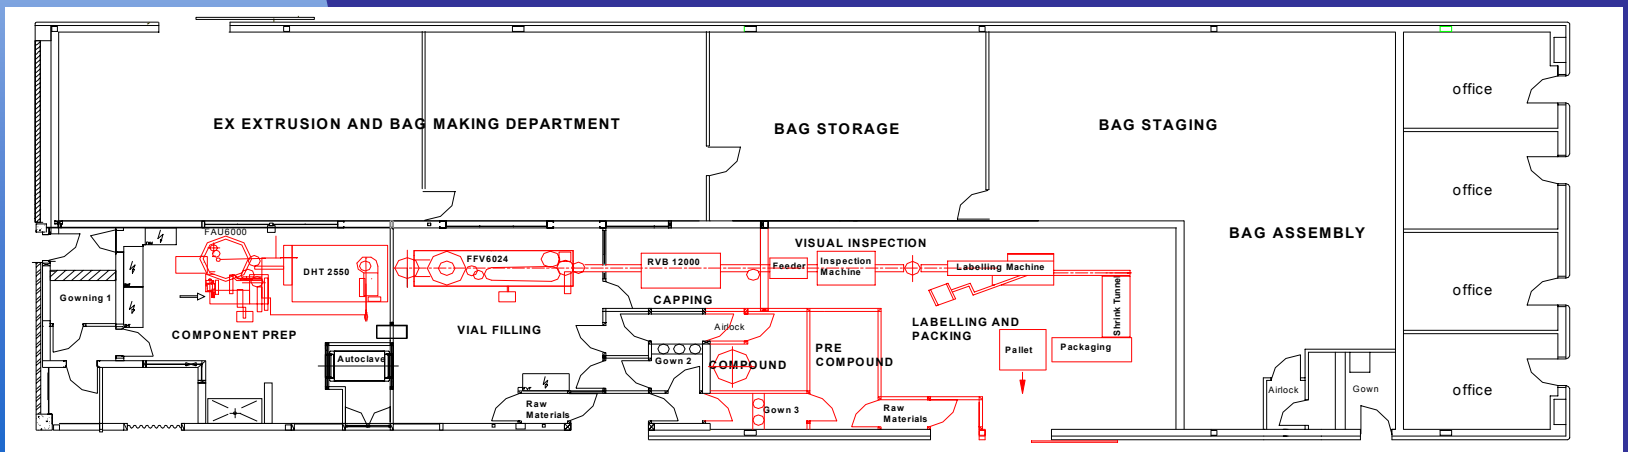 EX EXTRUSION AND BAG MAKING DEPARTMENT
BAG STORAGE
BAG STAGING
office
office
BAG ASSEMBLY
office
office
FAU6000
DHT 2550
FFV6024
RVB 12000
VISUAL INSPECTION
Feeder
Inspection
Machine
Labelling Machine
Gowning 1
CAPPING
Shrink Tunnel
COMPONENT PREP
VIAL FILLING
Airlock
LABELLING AND
PACKING
Autoclave
Gown 2
COMPOUND
PRE
COMPOUND
Pallet
Packaging
Raw
Materials
Gown 3
Raw
Materials
Airlock
Gown